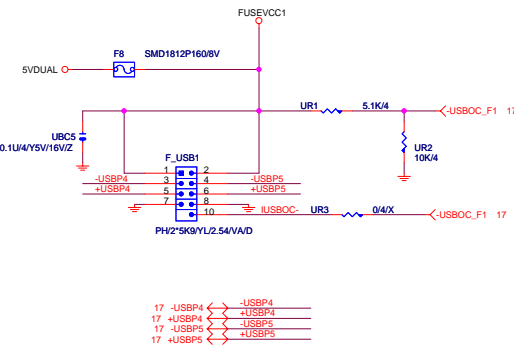 FUSEVCC1
F8 SMD1812P160/8V
5VDUAL
UR1 5.1K/4 -USBOC_F1 17
UBC5
0.1U/4/Y5V/16V/Z
UR2
10K/4
F_USB1
1 2
-USBP4 3 4 -USBP5
+USBP4 5 6 +USBP5
7 8
10 IUSBOC- UR3 0/4/X -USBOC_F1 17
PH/2*5K9/YL/2.54/VA/D
17 -USBP4 -USBP4
17 +USBP4 +USBP4
17 -USBP5 -USBP5
17 +USBP5 +USBP5